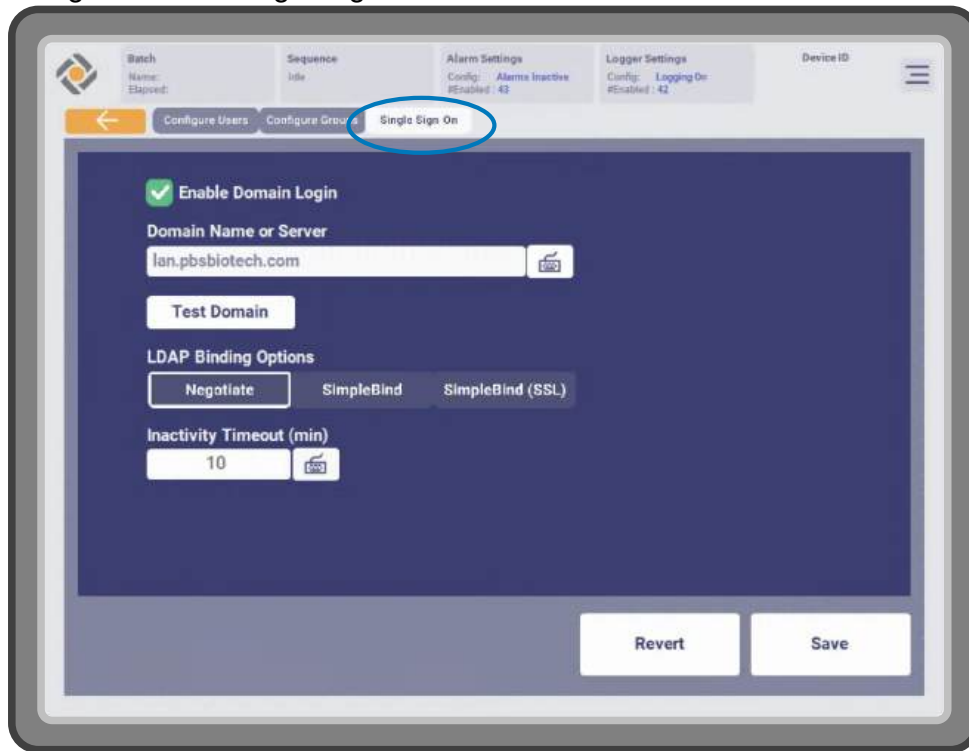 Batch
Name:
Elapsed:
Sequence
Idle
Alarm Settings
Config: Alarms Inactive
#Enabled : 43
Logger Settings
Config: Logging On
#Enabled : 42
Device ID
Configure Users
Configure Groups
Single Sign On
Enable Domain Login
Domain Name or Server
lan.pbsbiotech.com
Test Domain
LDAP Binding Options
Negotiate
SimpleBind
SimpleBind (SSL)
Inactivity Timeout (min)
10
Revert
Save